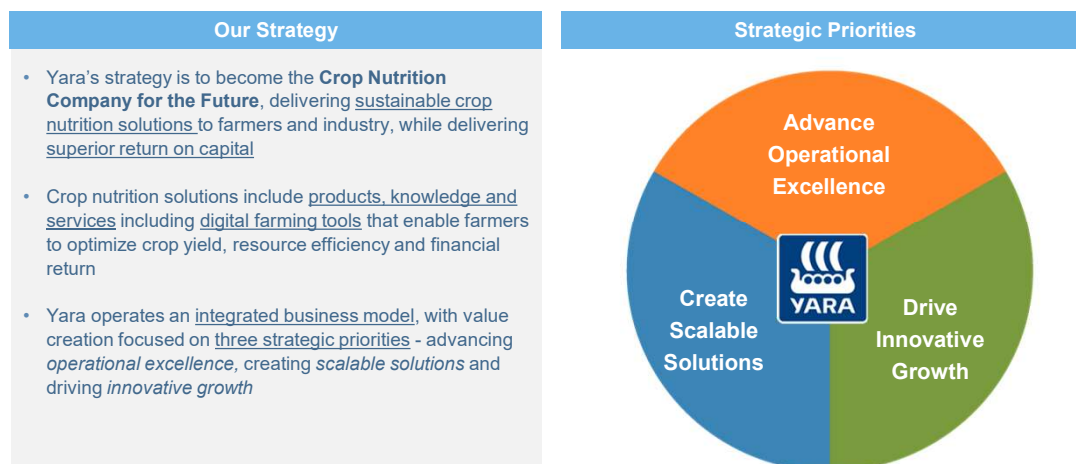 Our Strategy
• Yara's strategy is to become the Crop Nutrition
Company for the Future, delivering sustainable crop
nutrition solutions to farmers and industry, while delivering
superior return on capital
• Crop nutrition solutions include products, knowledge and
services including digital farming tools that enable farmers
to optimize crop yield, resource efficiency and financial
return
• Yara operates an integrated business model, with value
creation focused on three strategic priorities - advancing
operational excellence, creating scalable solutions and
driving innovative growth
Strategic Priorities
Advance
Operational
Excellence
Create
Scalable
Solutions
YARA
Drive
Innovative
Growth